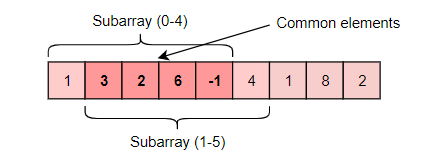 Subarray (0-4)
Common elements
1 3 2 6 -1 4 1 8 2
Subarray (1-5)